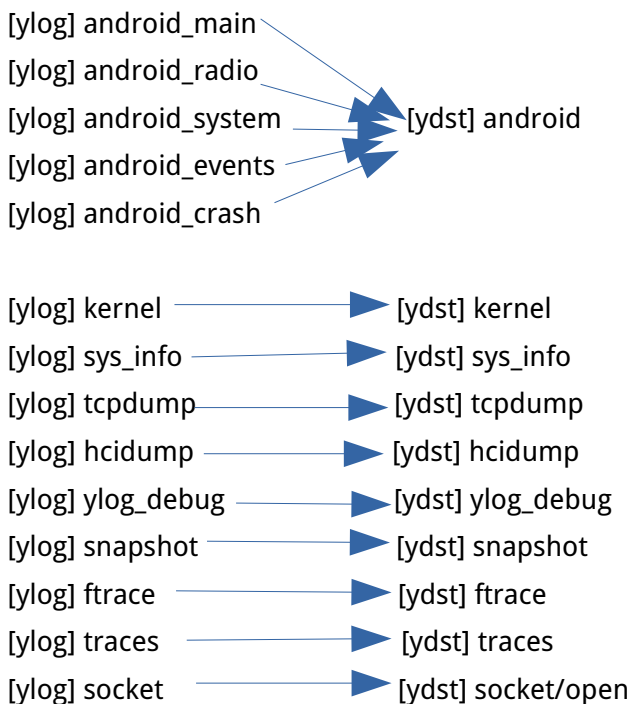 [ylog] android_main
[ylog] android_radio
[ylog] android_system [ydst] android
[ylog] android_events
[ylog] android_crash
[ylog] kernel [ydst] kernel
[ylog] sys_info [ydst] sys_info
[ylog] tcpdump [ydst] tcpdump
[ylog] hcidump [ydst] hcidump
[ylog] ylog_debug [ydst] ylog_debug
[ylog] snapshot [ydst] snapshot
[ylog] ftrace [ydst] ftrace
[ylog] traces [ydst] traces
[ylog] socket [ydst] socket/open